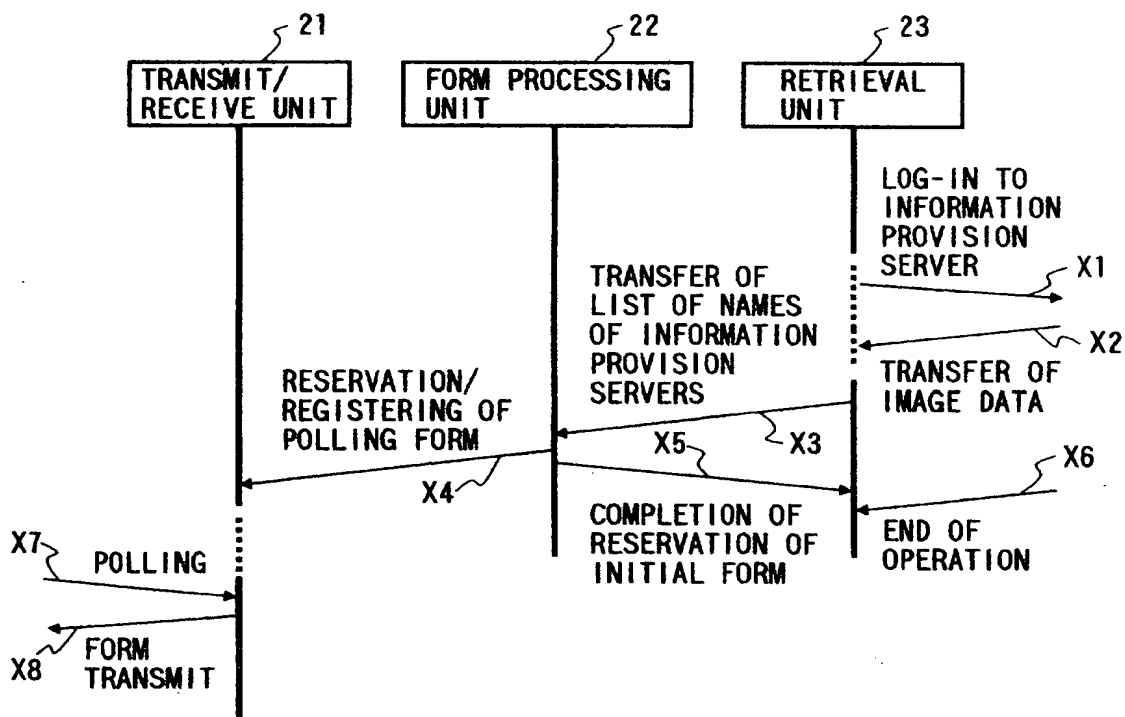 21
22
23
TRANSMIT/
RECEIVE UNIT
FORM PROCESSING
UNIT
RETRIEVAL
UNIT
LOG-IN TO
INFORMATION
PROVISION
SERVER
X1
TRANSFER OF
LIST OF NAMES
OF INFORMATION
PROVISION
SERVERS
X2
TRANSFER OF
IMAGE DATA
RESERVATION/
REGISTERING OF
POLLING FORM
X3
X4
X5
X6
COMPLETION OF
RESERVATION OF
INITIAL FORM
END OF
OPERATION
X7
POLLING
X8
FORM
TRANSMIT